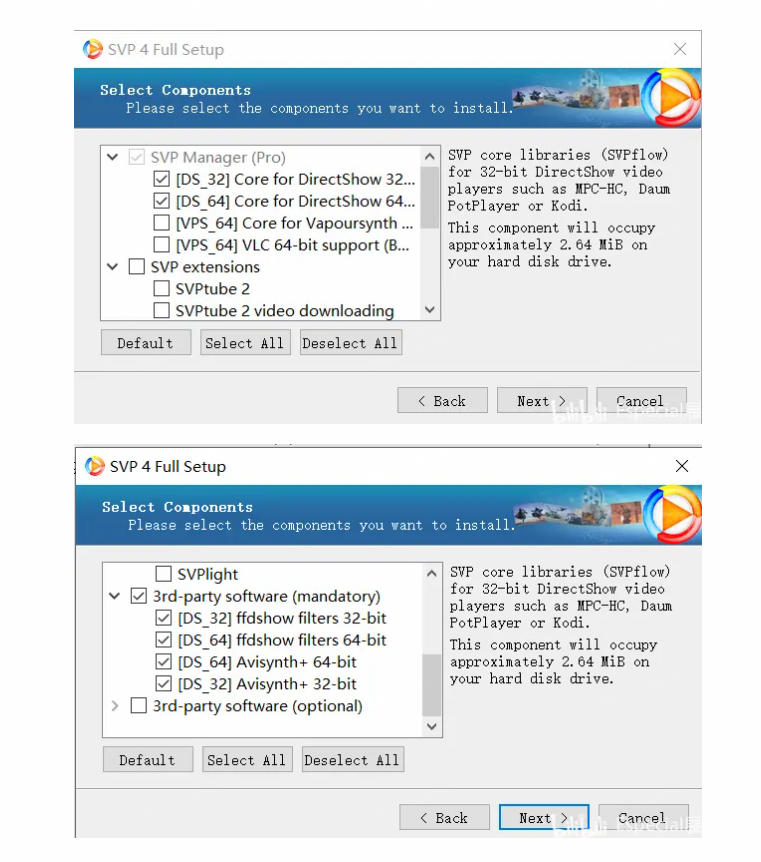 SVP 4 Full Setup
Select Components
Please select the components you want to install.
SVP Manager (Pro)
[DS_32] Core for DirectShow 32...
[DS_64] Core for DirectShow 64...
[VPS_64] Core for Vapoursynth ...
[VPS_64] VLC 64-bit support (B...
SVP extensions
SVPtube 2
SVPtube 2 video downloading
SVP core libraries (SVPflow)
for 32-bit DirectShow video
players such as MPC-HC, Daum
PotPlayer or Kodi.
This component will occupy
approximately 2.64 MiB on
your hard disk drive.
Default Select All Deselect All
< Back Next > Cancel
bilibili Especial
SVP 4 Full Setup
Select Components
Please select the components you want to install.
SVPlight
3rd-party software (mandatory)
[DS_32] ffdshow filters 32-bit
[DS_64] ffdshow filters 64-bit
[DS_64] Avisynth+ 64-bit
[DS_32] Avisynth+ 32-bit
3rd-party software (optional)
SVP core libraries (SVPflow)
for 32-bit DirectShow video
players such as MPC-HC, Daum
PotPlayer or Kodi.
This component will occupy
approximately 2.64 MiB on
your hard disk drive.
Default Select All Deselect All
< Back Next > Cancel
Especial